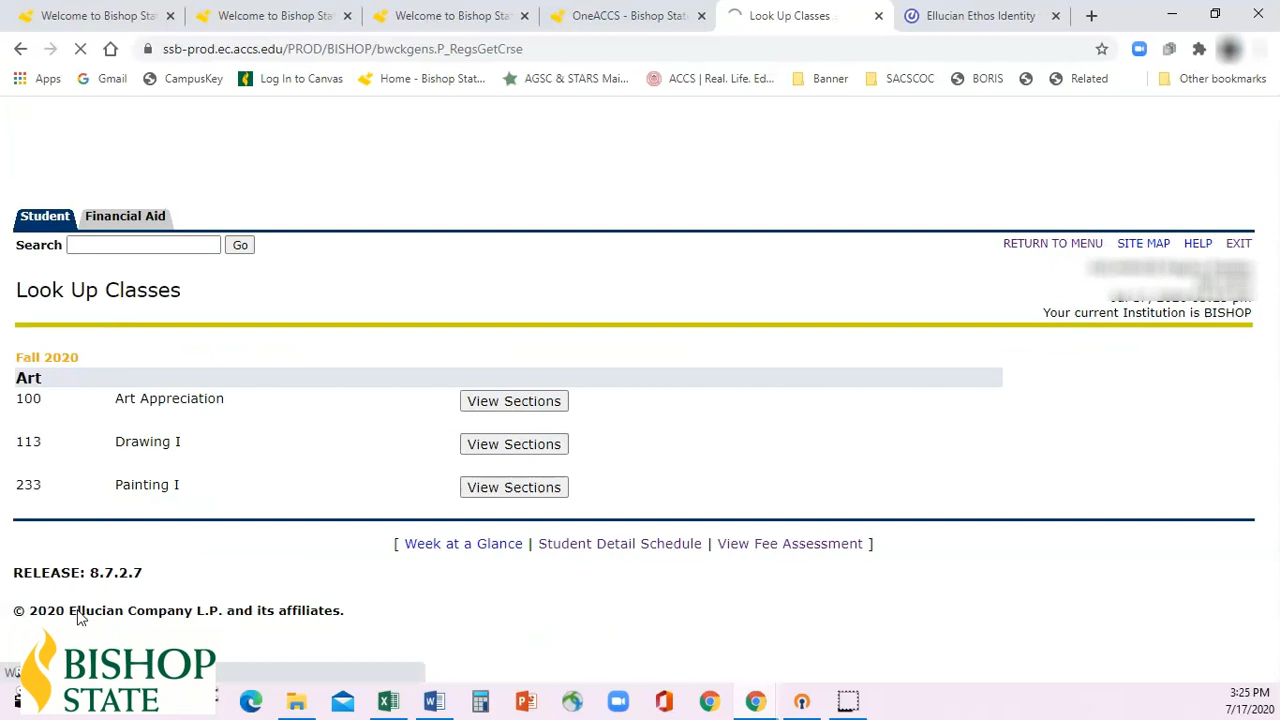 Welcome to Bishop Sta
Welcome to Bishop Sta
Welcome to Bishop Sta
OneACCS - Bishop Stat
Look Up Classes
Ellucian Ethos Identity
ssb-prod.ec.accs.edu/PROD/BISHOP/bwckgens.P_RegsGetCrse
Apps
Gmail
CampusKey
Log In to Canvas
Home - Bishop Stat...
AGSC & STARS Mai...
ACCS | Real. Life. Ed...
Banner
SACSCOC
BORIS
Related
Other bookmarks
Student
Financial Aid
Search
Go
RETURN TO MENU
SITE MAP
HELP
EXIT
Look Up Classes
Your current Institution is BISHOP
Fall 2020
Art
100 Art Appreciation View Sections
113 Drawing I View Sections
233 Painting I View Sections
[ Week at a Glance | Student Detail Schedule | View Fee Assessment ]
RELEASE: 8.7.2.7
© 2020 Ellucian Company L.P. and its affiliates.
BISHOP
STATE
3:25 PM
7/17/2020